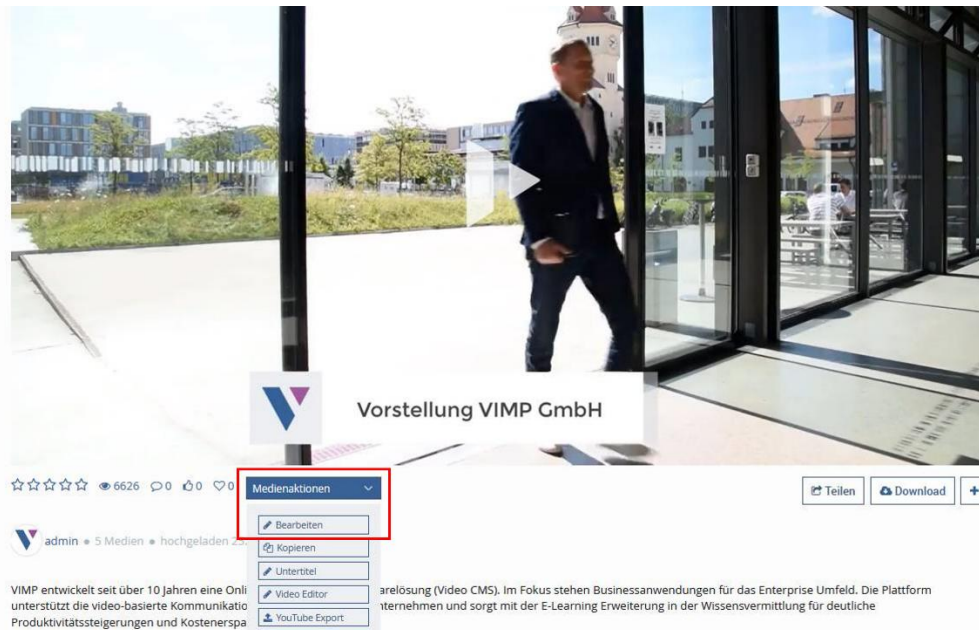 Vorstellung VIMP GmbH
6626 0 0 0
Medienaktionen
Teilen
Download
+
Bearbeiten
admin • 5 Medien • hochgeladen
Kopieren
Untertitel
VIMP entwickelt seit über 10 Jahren eine Onli
Video Editor
arelösung (Video CMS). Im Fokus stehen Businessanwendungen für das Enterprise Umfeld. Die Plattform
unterstützt die video-basierte Kommunikatio
nternehmen und sorgt mit der E-Learning Erweiterung in der Wissensvermittlung für deutliche
YouTube Export
Produktivitätssteigerungen und Kostenerspa